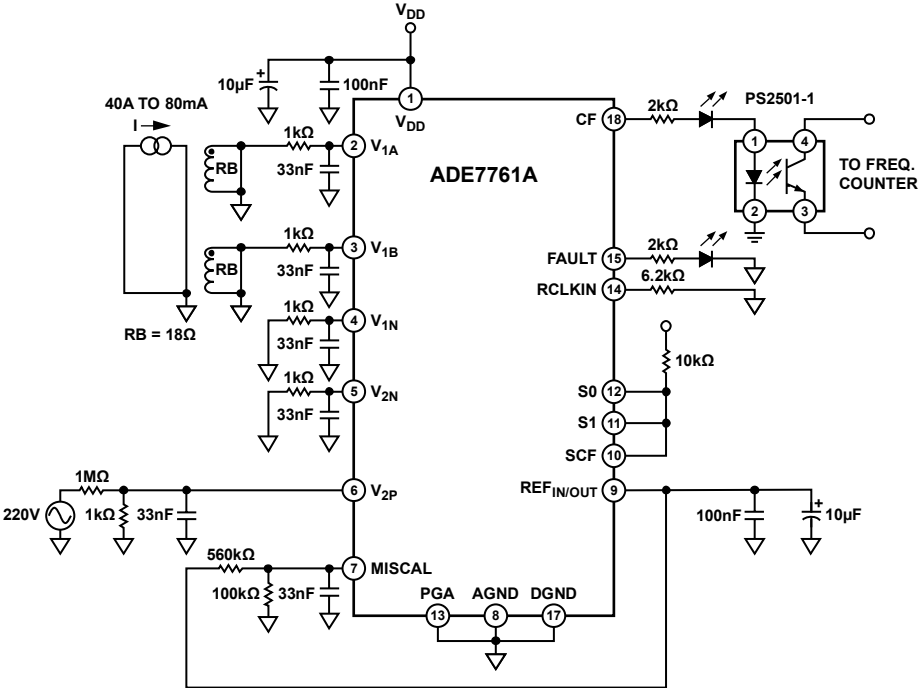 VDD
10µF
+
100nF
1
VDD
40A TO 80mA
I
RB
1kΩ
33nF
2
V1A
ADE7761A
CF
18
2kΩ
PS2501-1
1
4
2
3
TO FREQ.
COUNTER
RB
1kΩ
33nF
3
V1B
RB = 18Ω
FAULT
15
2kΩ
RCLKIN
14
6.2kΩ
1kΩ
33nF
4
V1N
1kΩ
33nF
5
V2N
10kΩ
S0
12
S1
11
SCF
10
220V
1MΩ
1kΩ
33nF
6
V2P
REFIN/OUT
9
100nF
+
10µF
560kΩ
100kΩ
33nF
7
MISCAL
PGA
AGND
DGND
13
8
17